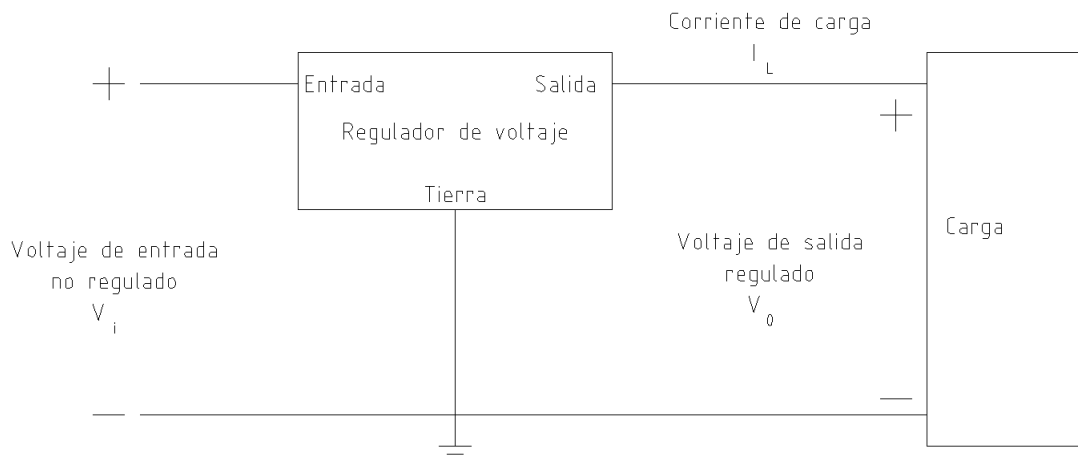 Corriente de carga
I L
Entrada
Salida
Regulador de voltaje
Tierra
Voltaje de entrada
no regulado
V i
Voltaje de salida
regulado
V 0
Carga